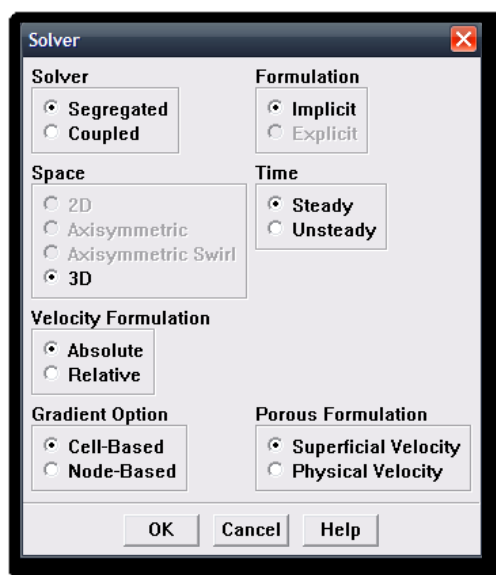 Solver
Solver
Segregated
Coupled
Formulation
Implicit
Explicit
Space
2D
Axisymmetric
Axisymmetric Swirl
3D
Time
Steady
Unsteady
Velocity Formulation
Absolute
Relative
Gradient Option
Cell-Based
Node-Based
Porous Formulation
Superficial Velocity
Physical Velocity
OK Cancel Help